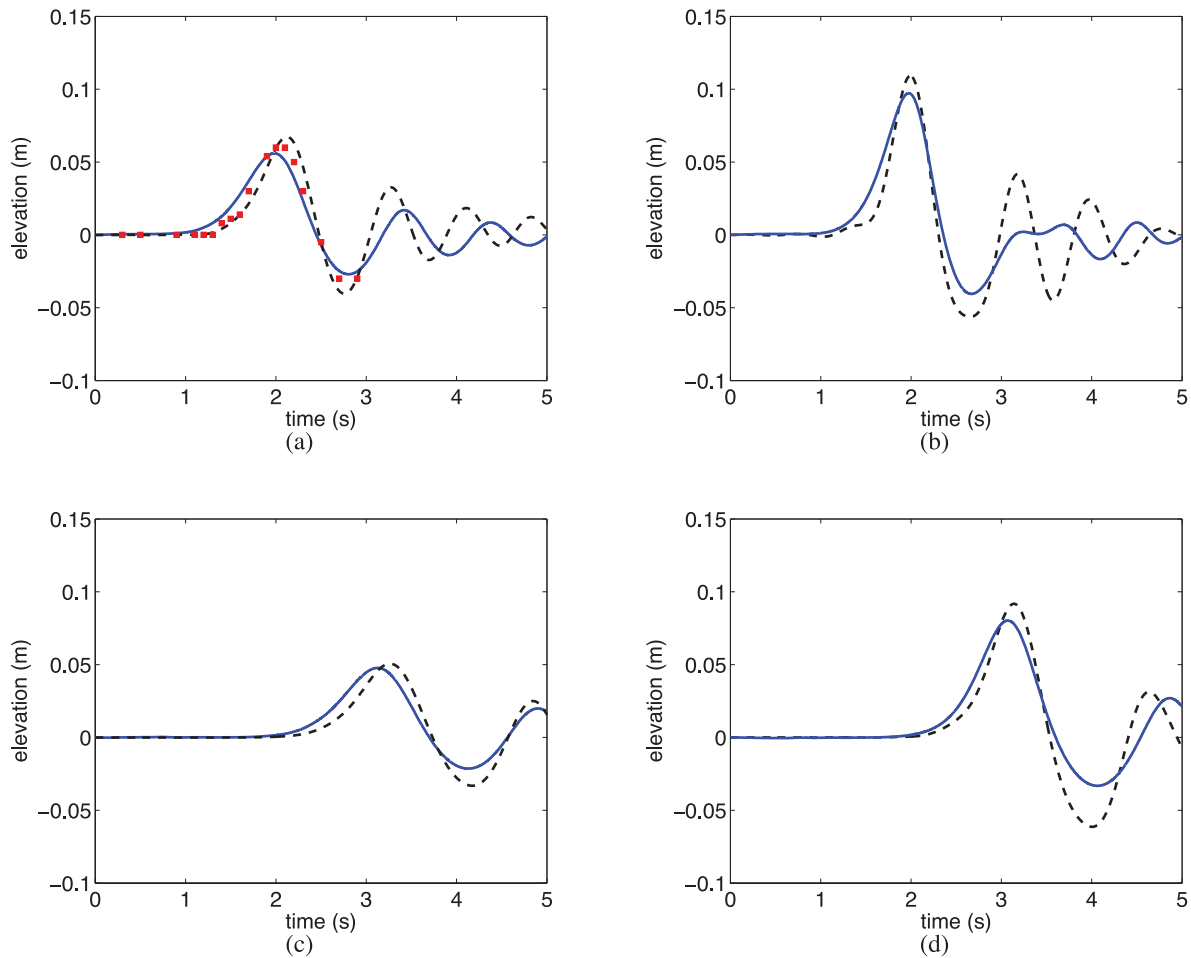 0.15 0.15
0.1 0.1
0.05 0.05
0 0
−0.05 −0.05
−0.1 −0.1
elevation (m) elevation (m)
0 1 2 3 4 5 0 1 2 3 4 5
time (s) time (s)
(a) (b)
0.15 0.15
0.1 0.1
0.05 0.05
0 0
−0.05 −0.05
−0.1 −0.1
elevation (m) elevation (m)
0 1 2 3 4 5 0 1 2 3 4 5
time (s) time (s)
(c) (d)